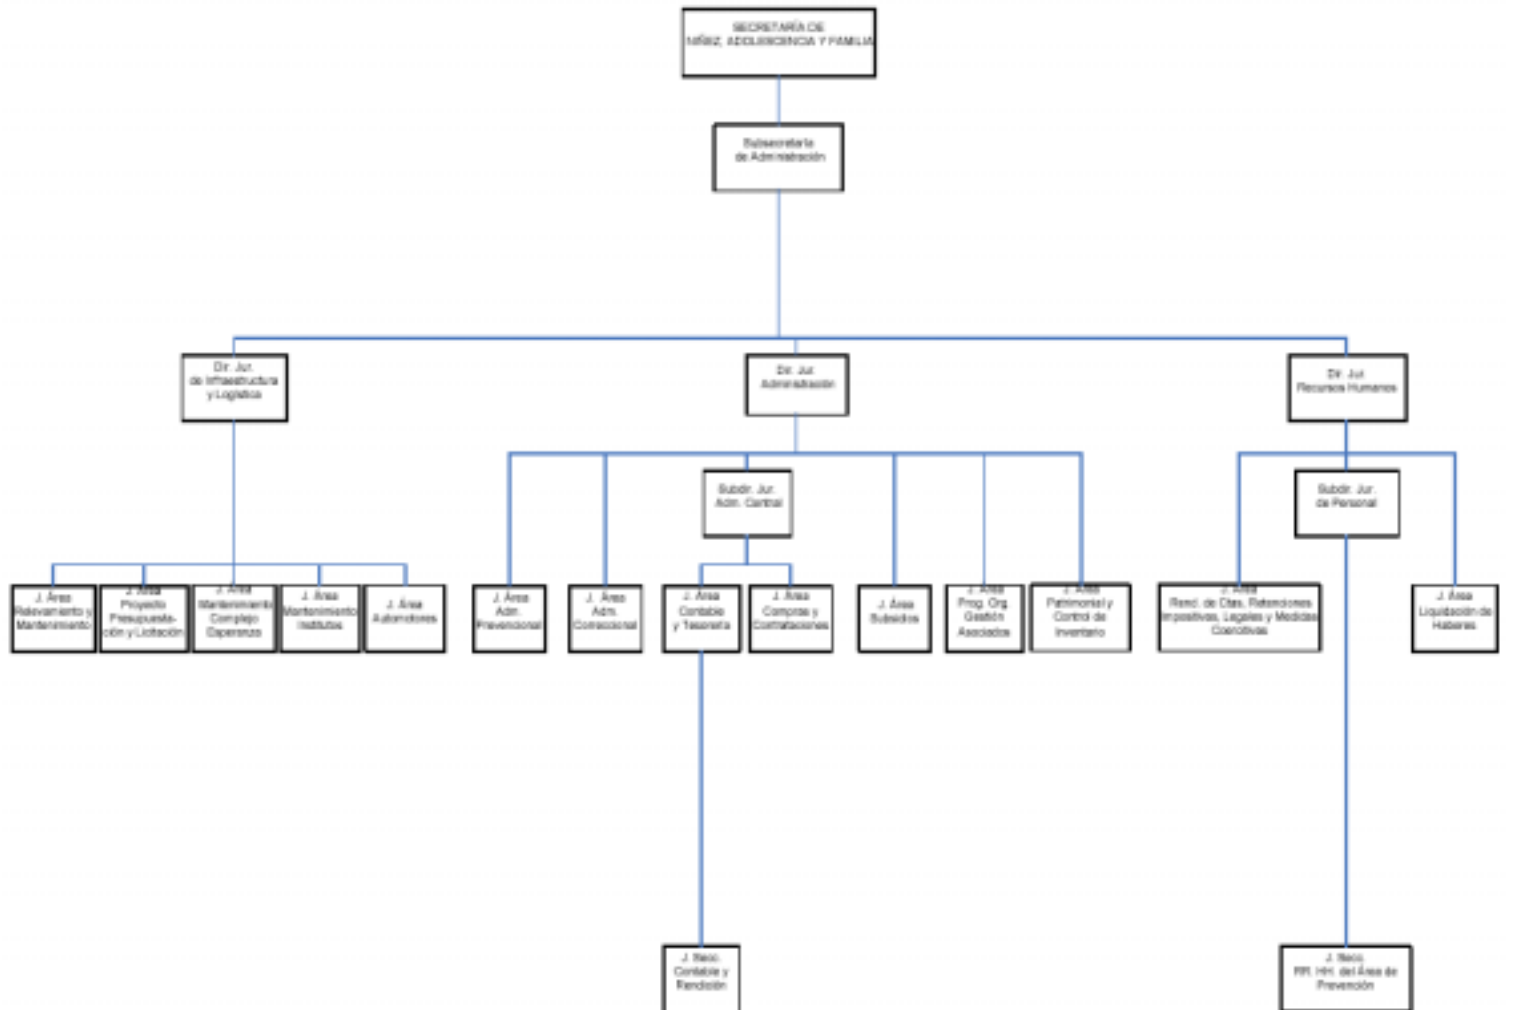 SECRETARÍA DE
NIÑEZ, ADOLESCENCIA Y FAMILIA
Subsecretaría
de Administración
Dir. Jur.
de Infraestructura
y Logística
Dir. Jur.
Administración
Dir. Jur.
Recursos Humanos
Subdir. Jur.
Adm. Central
Subdir. Jur.
de Personal
J. Área
Relevamiento y
Mantenimiento
J. Área
Proyecto
Presupuesta-
ción y Licitación
J. Área
Mantenimiento
Complejo
Esperanza
J. Área
Mantenimiento
Institutos
J. Área
Automotores
J. Área
Adm.
Prevencional
J. Área
Adm.
Correccional
J. Área
Contable
y Tesorería
J. Área
Compras y
Contrataciones
J. Área
Subsidios
J. Área
Prog. Org.
Gestión
Asociados
J. Área
Patrimonial y
Control de
Inventario
J. Área
Rend. de Ctas, Retenciones
Impositivas, Legales y Medidas
Coercitivas
J. Área
Liquidación de
Haberes
J. Secc.
Contable y
Rendición
J. Secc.
RR. HH. del Área de
Prevención